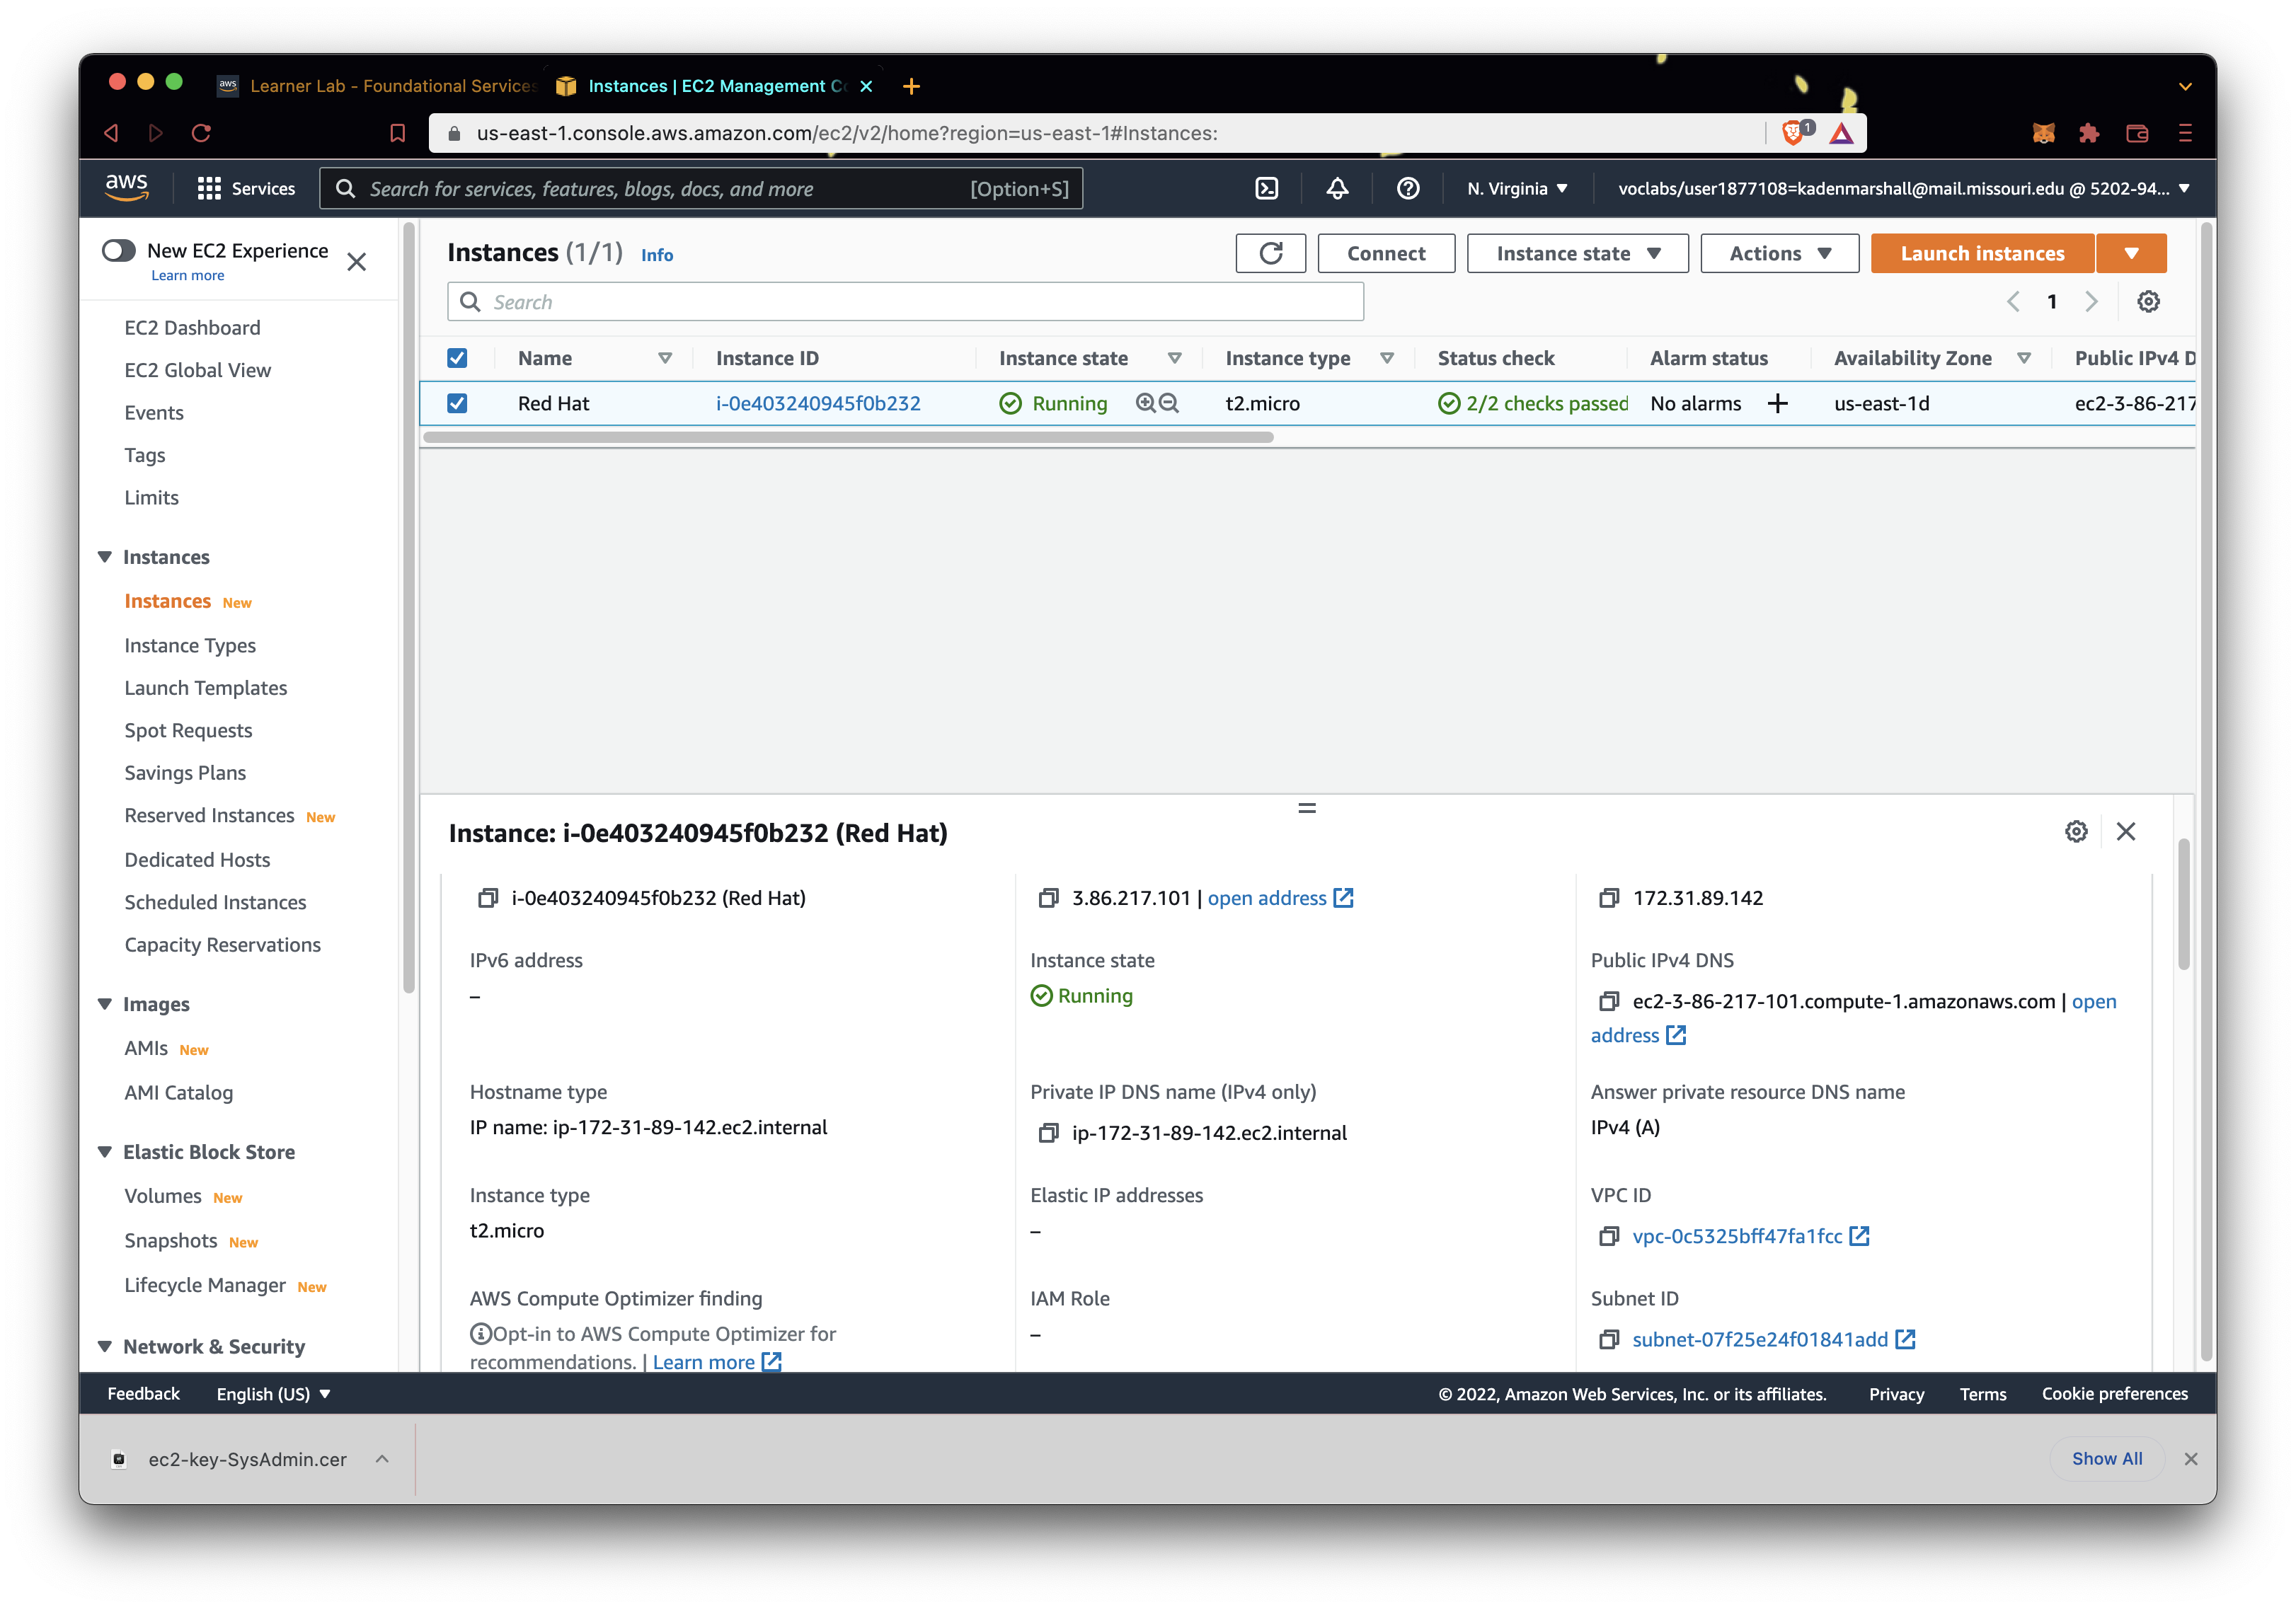 Learner Lab - Foundational Services
Instances | EC2 Management Co
us-east-1.console.aws.amazon.com/ec2/v2/home?region=us-east-1#Instances:
1
aws
Services
Search for services, features, blogs, docs, and more
[Option+S]
N. Virginia
voclabs/user1877108=kadenmarshall@mail.missouri.edu @ 5202-94...
New EC2 Experience
Learn more
EC2 Dashboard
EC2 Global View
Events
Tags
Limits
Instances
Instances New
Instance Types
Launch Templates
Spot Requests
Savings Plans
Reserved Instances New
Dedicated Hosts
Scheduled Instances
Capacity Reservations
Images
AMIs New
AMI Catalog
Elastic Block Store
Volumes New
Snapshots New
Lifecycle Manager New
Network & Security
Instances (1/1) Info
Connect
Instance state
Actions
Launch instances
Search
1
Name Instance ID Instance state Instance type Status check Alarm status Availability Zone Public IPv4 D
Red Hat i-0e403240945f0b232 Running t2.micro 2/2 checks passed No alarms + us-east-1d ec2-3-86-217
Instance: i-0e403240945f0b232 (Red Hat)
i-0e403240945f0b232 (Red Hat)
3.86.217.101 | open address
172.31.89.142
IPv6 address
–
Instance state
Running
Public IPv4 DNS
ec2-3-86-217-101.compute-1.amazonaws.com | open
address
Hostname type
IP name: ip-172-31-89-142.ec2.internal
Private IP DNS name (IPv4 only)
ip-172-31-89-142.ec2.internal
Answer private resource DNS name
IPv4 (A)
Instance type
t2.micro
Elastic IP addresses
–
VPC ID
vpc-0c5325bff47fa1fcc
AWS Compute Optimizer finding
Opt-in to AWS Compute Optimizer for
recommendations. | Learn more
IAM Role
–
Subnet ID
subnet-07f25e24f01841add
Feedback
English (US)
© 2022, Amazon Web Services, Inc. or its affiliates.
Privacy
Terms
Cookie preferences
ec2-key-SysAdmin.cer
Show All